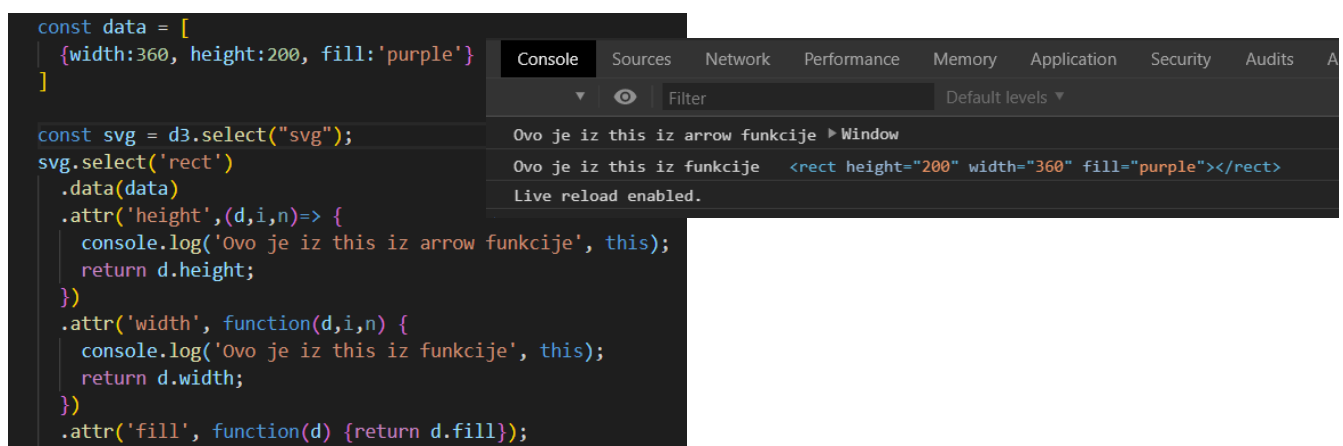 const data = [
{width:360, height:200, fill:'purple'}
]
const svg = d3.select("svg");
svg.select('rect')
.data(data)
.attr('height',(d,i,n)=> {
console.log('Ovo je iz this iz arrow funkcije', this);
return d.height;
})
.attr('width', function(d,i,n) {
console.log('Ovo je iz this iz funkcije', this);
return d.width;
})
.attr('fill', function(d) {return d.fill});
Console Sources Network Performance Memory Application Security Audits A
Filter Default levels ▼
Ovo je iz this iz arrow funkcije ▶Window
Ovo je iz this iz funkcije <rect height="200" width="360" fill="purple"></rect>
Live reload enabled.